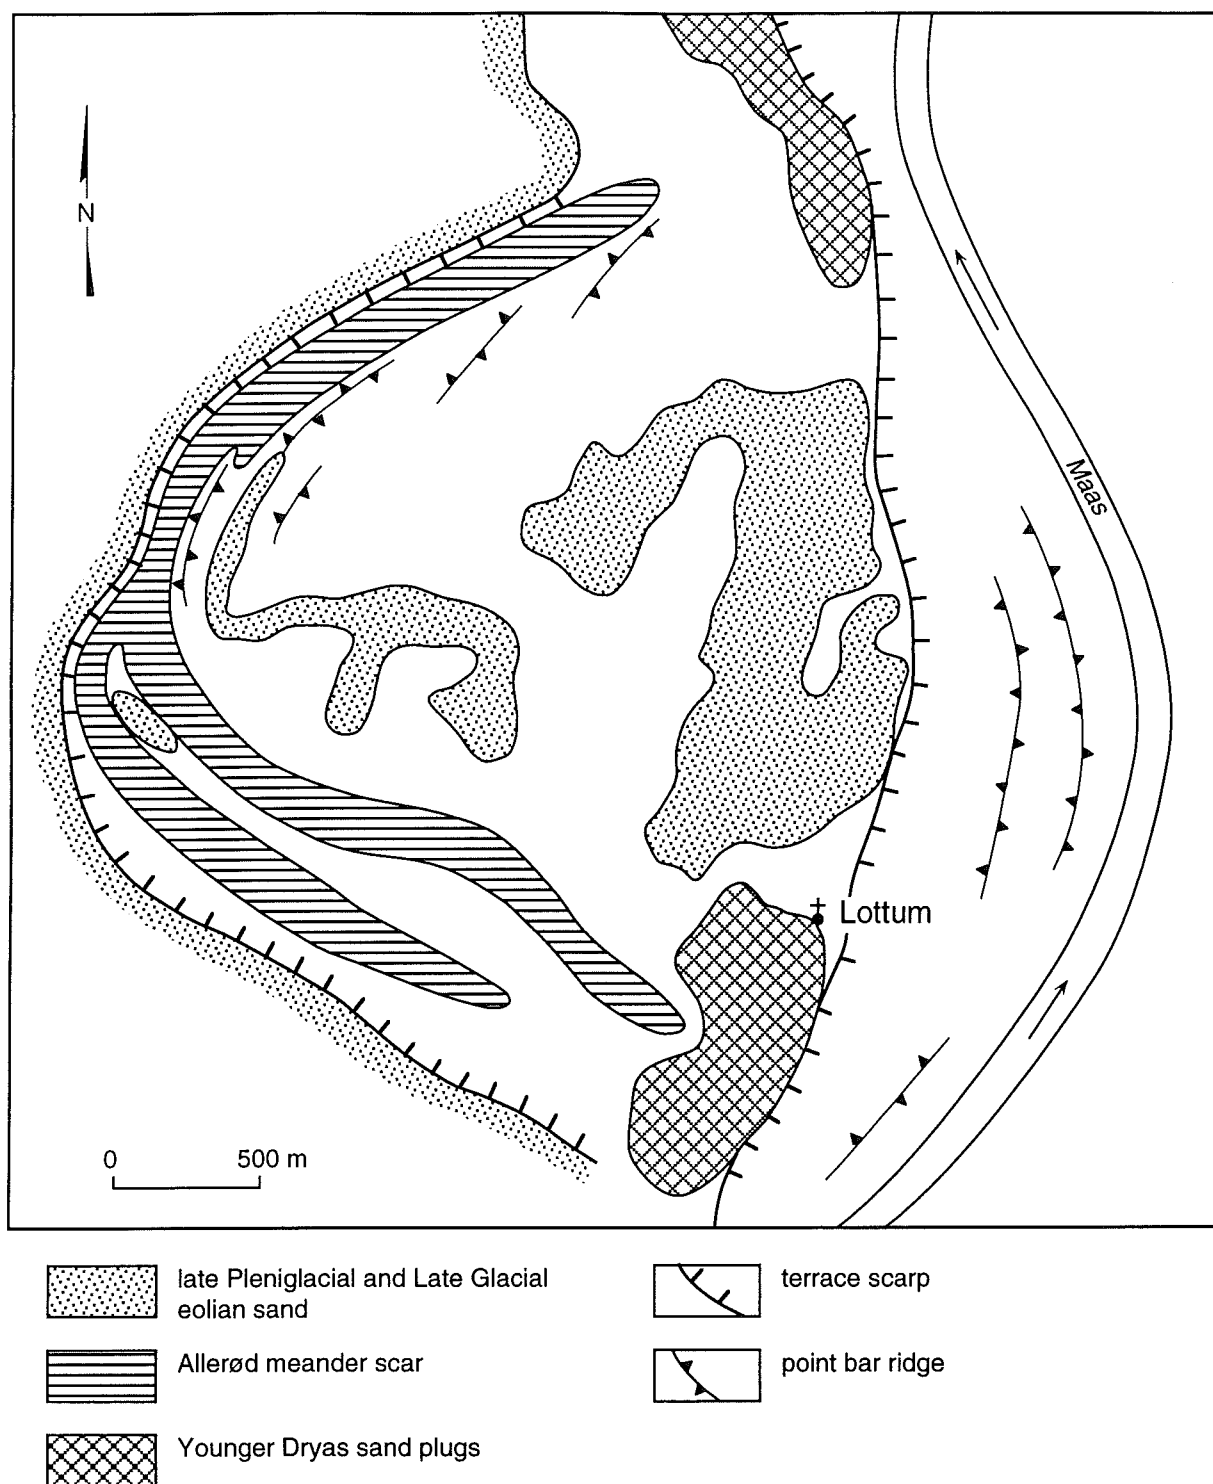 N
Maas
Lottum
0 500 m
late Pleniglacial and Late Glacial
eolian sand
terrace scarp
Allerød meander scar
point bar ridge
Younger Dryas sand plugs